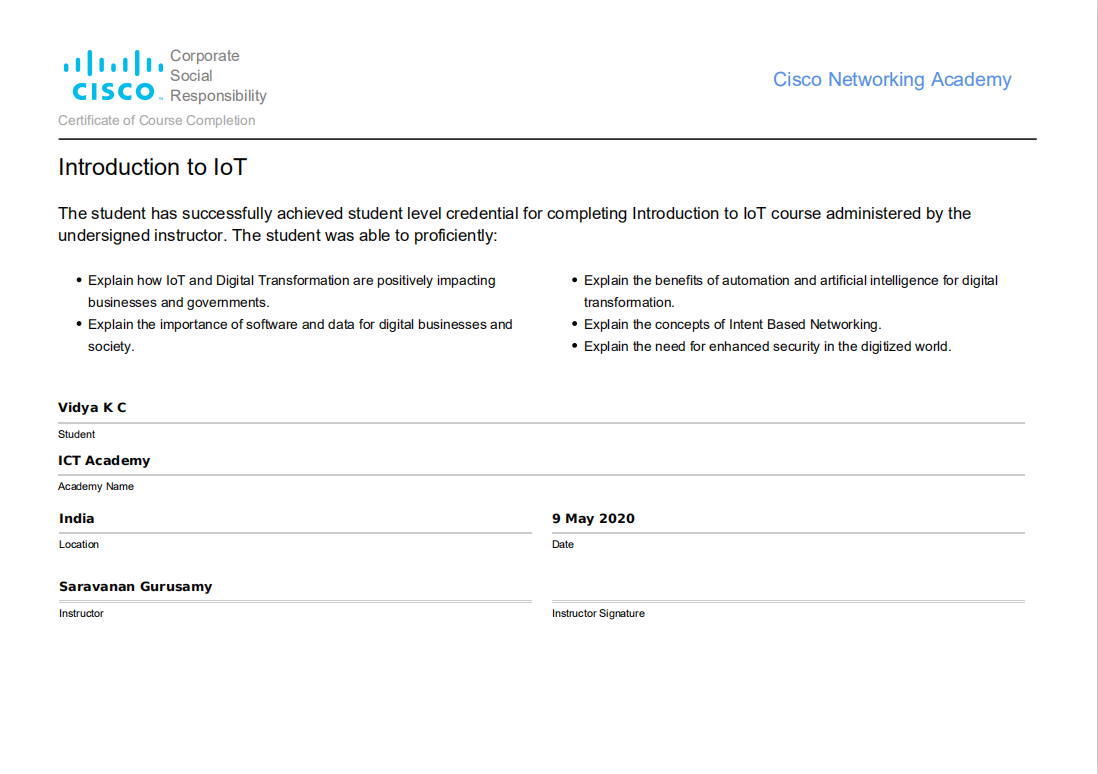 Corporate
Social
Responsibility
CISCO™
Cisco Networking Academy
Certificate of Course Completion
Introduction to IoT
The student has successfully achieved student level credential for completing Introduction to IoT course administered by the
undersigned instructor. The student was able to proficiently:
• Explain how IoT and Digital Transformation are positively impacting
businesses and governments.
• Explain the importance of software and data for digital businesses and
society.
• Explain the benefits of automation and artificial intelligence for digital
transformation.
• Explain the concepts of Intent Based Networking.
• Explain the need for enhanced security in the digitized world.
Vidya K C
Student
ICT Academy
Academy Name
India
Location
9 May 2020
Date
Saravanan Gurusamy
Instructor
Instructor Signature